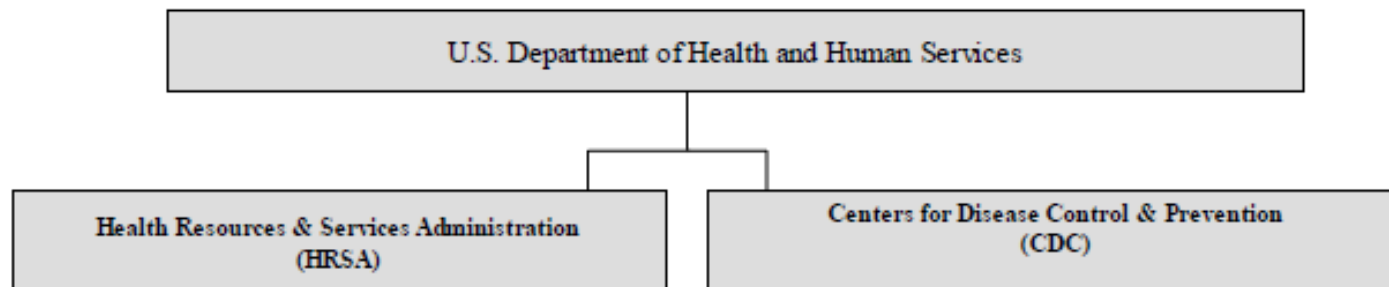 U.S. Department of Health and Human Services
Health Resources & Services Administration
(HRSA)
Centers for Disease Control & Prevention
(CDC)